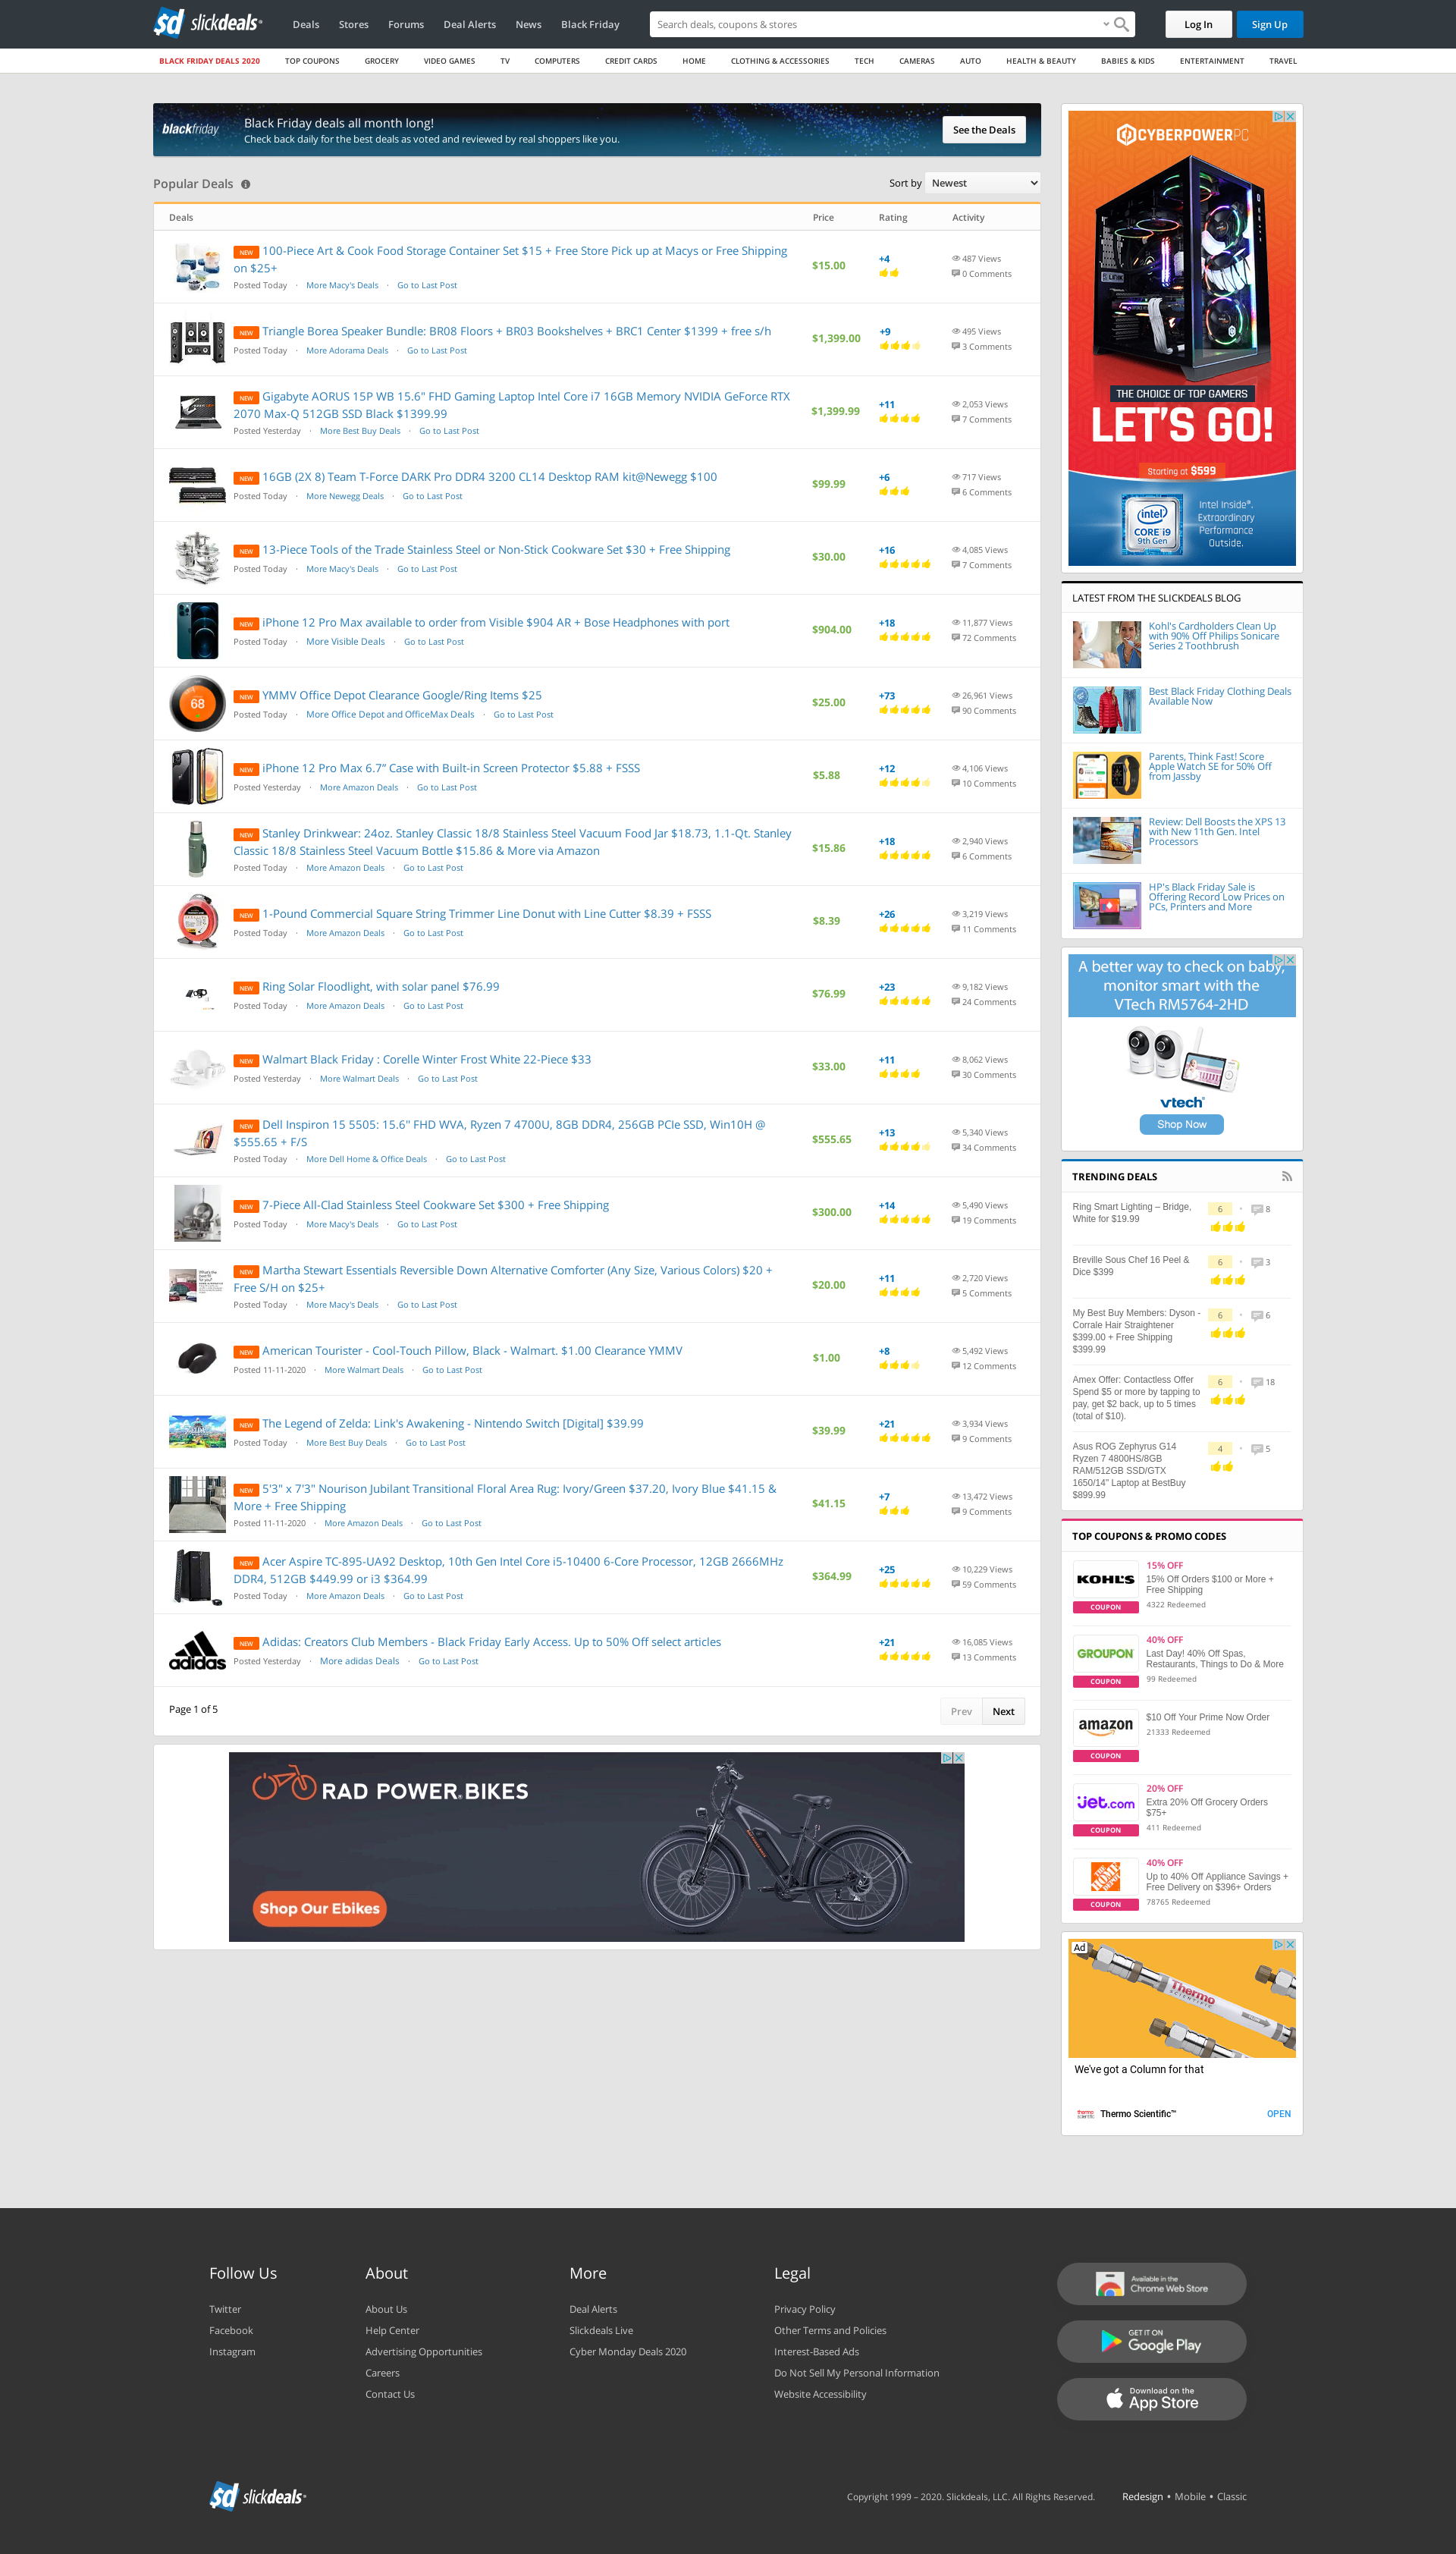 sd slickdeals
Deals Stores Forums Deal Alerts News Black Friday
Search deals, coupons & stores
Log In Sign Up
BLACK FRIDAY DEALS 2020 TOP COUPONS GROCERY VIDEO GAMES TV COMPUTERS CREDIT CARDS HOME CLOTHING & ACCESSORIES TECH CAMERAS AUTO HEALTH & BEAUTY BABIES & KIDS ENTERTAINMENT TRAVEL
blackfriday
Black Friday deals all month long!
Check back daily for the best deals as voted and reviewed by real shoppers like you.
See the Deals
Popular Deals
Sort by Newest
Deals Price Rating Activity
NEW 100-Piece Art & Cook Food Storage Container Set $15 + Free Store Pick up at Macys or Free Shipping
on $25+
Posted Today · More Macy's Deals · Go to Last Post
$15.00
+4
487 Views
0 Comments
NEW Triangle Borea Speaker Bundle: BR08 Floors + BR03 Bookshelves + BRC1 Center $1399 + free s/h
Posted Today · More Adorama Deals · Go to Last Post
$1,399.00
+9
495 Views
3 Comments
NEW Gigabyte AORUS 15P WB 15.6" FHD Gaming Laptop Intel Core i7 16GB Memory NVIDIA GeForce RTX
2070 Max-Q 512GB SSD Black $1399.99
Posted Yesterday · More Best Buy Deals · Go to Last Post
$1,399.99
+11
2,053 Views
7 Comments
NEW 16GB (2X 8) Team T-Force DARK Pro DDR4 3200 CL14 Desktop RAM kit@Newegg $100
Posted Today · More Newegg Deals · Go to Last Post
$99.99
+6
717 Views
6 Comments
NEW 13-Piece Tools of the Trade Stainless Steel or Non-Stick Cookware Set $30 + Free Shipping
Posted Today · More Macy's Deals · Go to Last Post
$30.00
+16
4,085 Views
7 Comments
NEW iPhone 12 Pro Max available to order from Visible $904 AR + Bose Headphones with port
Posted Today · More Visible Deals · Go to Last Post
$904.00
+18
11,877 Views
72 Comments
68
NEW YMMV Office Depot Clearance Google/Ring Items $25
Posted Today · More Office Depot and OfficeMax Deals · Go to Last Post
$25.00
+73
26,961 Views
90 Comments
NEW iPhone 12 Pro Max 6.7” Case with Built-in Screen Protector $5.88 + FSSS
Posted Yesterday · More Amazon Deals · Go to Last Post
$5.88
+12
4,106 Views
10 Comments
NEW Stanley Drinkwear: 24oz. Stanley Classic 18/8 Stainless Steel Vacuum Food Jar $18.73, 1.1-Qt. Stanley
Classic 18/8 Stainless Steel Vacuum Bottle $15.86 & More via Amazon
Posted Today · More Amazon Deals · Go to Last Post
$15.86
+18
2,940 Views
6 Comments
NEW 1-Pound Commercial Square String Trimmer Line Donut with Line Cutter $8.39 + FSSS
Posted Today · More Amazon Deals · Go to Last Post
$8.39
+26
3,219 Views
11 Comments
NEW Ring Solar Floodlight, with solar panel $76.99
Posted Today · More Amazon Deals · Go to Last Post
$76.99
+23
9,182 Views
24 Comments
NEW Walmart Black Friday : Corelle Winter Frost White 22-Piece $33
Posted Yesterday · More Walmart Deals · Go to Last Post
$33.00
+11
8,062 Views
30 Comments
NEW Dell Inspiron 15 5505: 15.6'' FHD WVA, Ryzen 7 4700U, 8GB DDR4, 256GB PCIe SSD, Win10H @
$555.65 + F/S
Posted Today · More Dell Home & Office Deals · Go to Last Post
$555.65
+13
5,340 Views
34 Comments
NEW 7-Piece All-Clad Stainless Steel Cookware Set $300 + Free Shipping
Posted Today · More Macy's Deals · Go to Last Post
$300.00
+14
5,490 Views
19 Comments
NEW Martha Stewart Essentials Reversible Down Alternative Comforter (Any Size, Various Colors) $20 +
Free S/H on $25+
Posted Today · More Macy's Deals · Go to Last Post
$20.00
+11
2,720 Views
5 Comments
NEW American Tourister - Cool-Touch Pillow, Black - Walmart. $1.00 Clearance YMMV
Posted 11-11-2020 · More Walmart Deals · Go to Last Post
$1.00
+8
5,492 Views
12 Comments
NEW The Legend of Zelda: Link's Awakening - Nintendo Switch [Digital] $39.99
Posted Today · More Best Buy Deals · Go to Last Post
$39.99
+21
3,934 Views
9 Comments
NEW 5'3" x 7'3" Nourison Jubilant Transitional Floral Area Rug: Ivory/Green $37.20, Ivory Blue $41.15 &
More + Free Shipping
Posted 11-11-2020 · More Amazon Deals · Go to Last Post
$41.15
+7
13,472 Views
9 Comments
NEW Acer Aspire TC-895-UA92 Desktop, 10th Gen Intel Core i5-10400 6-Core Processor, 12GB 2666MHz
DDR4, 512GB $449.99 or i3 $364.99
Posted Today · More Amazon Deals · Go to Last Post
$364.99
+25
10,229 Views
59 Comments
adidas
NEW Adidas: Creators Club Members - Black Friday Early Access. Up to 50% Off select articles
Posted Yesterday · More adidas Deals · Go to Last Post
+21
16,085 Views
13 Comments
Page 1 of 5
Prev Next
RAD POWER BIKES
Shop Our Ebikes
CYBERPOWERPC
THE CHOICE OF TOP GAMERS
LET'S GO!
Starting at $599
intel
CORE i9
9th Gen
Intel Inside®.
Extraordinary
Performance
Outside.
LATEST FROM THE SLICKDEALS BLOG
Kohl's Cardholders Clean Up
with 90% Off Philips Sonicare
Series 2 Toothbrush
Best Black Friday Clothing Deals
Available Now
Parents, Think Fast! Score
Apple Watch SE for 50% Off
from Jassby
Review: Dell Boosts the XPS 13
with New 11th Gen. Intel
Processors
HP's Black Friday Sale is
Offering Record Low Prices on
PCs, Printers and More
A better way to check on baby,
monitor smart with the
VTech RM5764-2HD
vtech
Shop Now
TRENDING DEALS
Ring Smart Lighting – Bridge,
White for $19.99
6 • 8
Breville Sous Chef 16 Peel &
Dice $399
6 • 3
My Best Buy Members: Dyson -
Corrale Hair Straightener
$399.00 + Free Shipping
$399.99
6 • 6
Amex Offer: Contactless Offer
Spend $5 or more by tapping to
pay, get $2 back, up to 5 times
(total of $10).
6 • 18
Asus ROG Zephyrus G14
Ryzen 7 4800HS/8GB
RAM/512GB SSD/GTX
1650/14" Laptop at BestBuy
$899.99
4 • 5
TOP COUPONS & PROMO CODES
KOHL'S
COUPON
15% OFF
15% Off Orders $100 or More +
Free Shipping
4322 Redeemed
GROUPON
COUPON
40% OFF
Last Day! 40% Off Spas,
Restaurants, Things to Do & More
99 Redeemed
amazon
COUPON
$10 Off Your Prime Now Order
21333 Redeemed
jet.com
COUPON
20% OFF
Extra 20% Off Grocery Orders
$75+
411 Redeemed
THE HOME DEPOT
COUPON
40% OFF
Up to 40% Off Appliance Savings +
Free Delivery on $396+ Orders
78765 Redeemed
Ad
Thermo
SCIENTIFIC
We've got a Column for that
Thermo Scientific™
OPEN
Follow Us
Twitter
Facebook
Instagram
About
About Us
Help Center
Advertising Opportunities
Careers
Contact Us
More
Deal Alerts
Slickdeals Live
Cyber Monday Deals 2020
Legal
Privacy Policy
Other Terms and Policies
Interest-Based Ads
Do Not Sell My Personal Information
Website Accessibility
Available in the
Chrome Web Store
GET IT ON
Google Play
Download on the
App Store
sd slickdeals
Copyright 1999 – 2020. Slickdeals, LLC. All Rights Reserved.
Redesign • Mobile • Classic